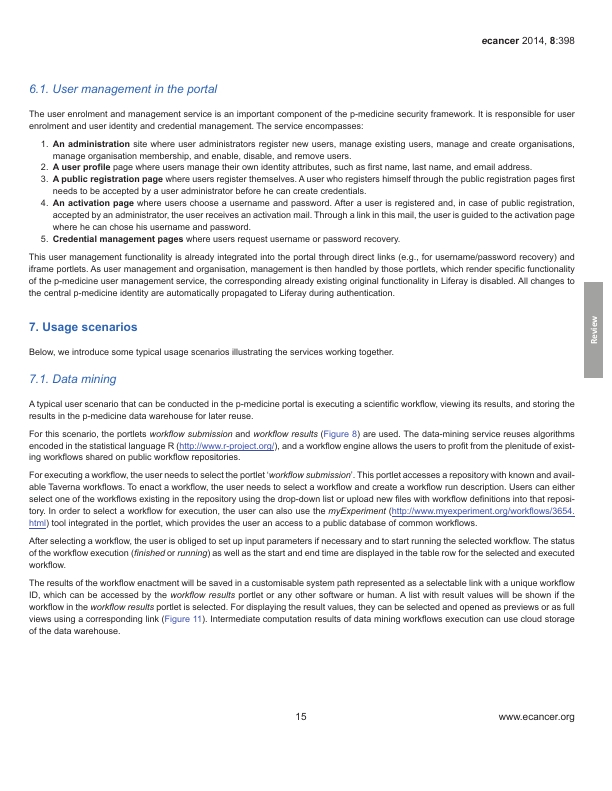 ecancer 2014, 8:398
6.1. User management in the portal
The user enrolment and management service is an important component of the p-medicine security framework. It is responsible for user
enrolment and user identity and credential management. The service encompasses:
1. An administration site where user administrators register new users, manage existing users, manage and create organisations,
manage organisation membership, and enable, disable, and remove users.
2. A user profile page where users manage their own identity attributes, such as first name, last name, and email address.
3. A public registration page where users register themselves. A user who registers himself through the public registration pages first
needs to be accepted by a user administrator before he can create credentials.
4. An activation page where users choose a username and password. After a user is registered and, in case of public registration,
accepted by an administrator, the user receives an activation mail. Through a link in this mail, the user is guided to the activation page
where he can chose his username and password.
5. Credential management pages where users request username or password recovery.
This user management functionality is already integrated into the portal through direct links (e.g., for username/password recovery) and
iframe portlets. As user management and organisation, management is then handled by those portlets, which render specific functionality
of the p-medicine user management service, the corresponding already existing original functionality in Liferay is disabled. All changes to
the central p-medicine identity are automatically propagated to Liferay during authentication.
7. Usage scenarios
Below, we introduce some typical usage scenarios illustrating the services working together.
7.1. Data mining
A typical user scenario that can be conducted in the p-medicine portal is executing a scientific workflow, viewing its results, and storing the
results in the p-medicine data warehouse for later reuse.
For this scenario, the portlets workflow submission and workflow results (Figure 8) are used. The data-mining service reuses algorithms
encoded in the statistical language R (http://www.r-project.org/), and a workflow engine allows the users to profit from the plenitude of exist-
ing workflows shared on public workflow repositories.
For executing a workflow, the user needs to select the portlet 'workflow submission'. This portlet accesses a repository with known and avail-
able Taverna workflows. To enact a workflow, the user needs to select a workflow and create a workflow run description. Users can either
select one of the workflows existing in the repository using the drop-down list or upload new files with workflow definitions into that reposi-
tory. In order to select a workflow for execution, the user can also use the myExperiment (http://www.myexperiment.org/workflows/3654.
html) tool integrated in the portlet, which provides the user an access to a public database of common workflows.
After selecting a workflow, the user is obliged to set up input parameters if necessary and to start running the selected workflow. The status
of the workflow execution (finished or running) as well as the start and end time are displayed in the table row for the selected and executed
workflow.
The results of the workflow enactment will be saved in a customisable system path represented as a selectable link with a unique workflow
ID, which can be accessed by the workflow results portlet or any other software or human. A list with result values will be shown if the
workflow in the workflow results portlet is selected. For displaying the result values, they can be selected and opened as previews or as full
views using a corresponding link (Figure 11). Intermediate computation results of data mining workflows execution can use cloud storage
of the data warehouse.
Review
15
www.ecancer.org